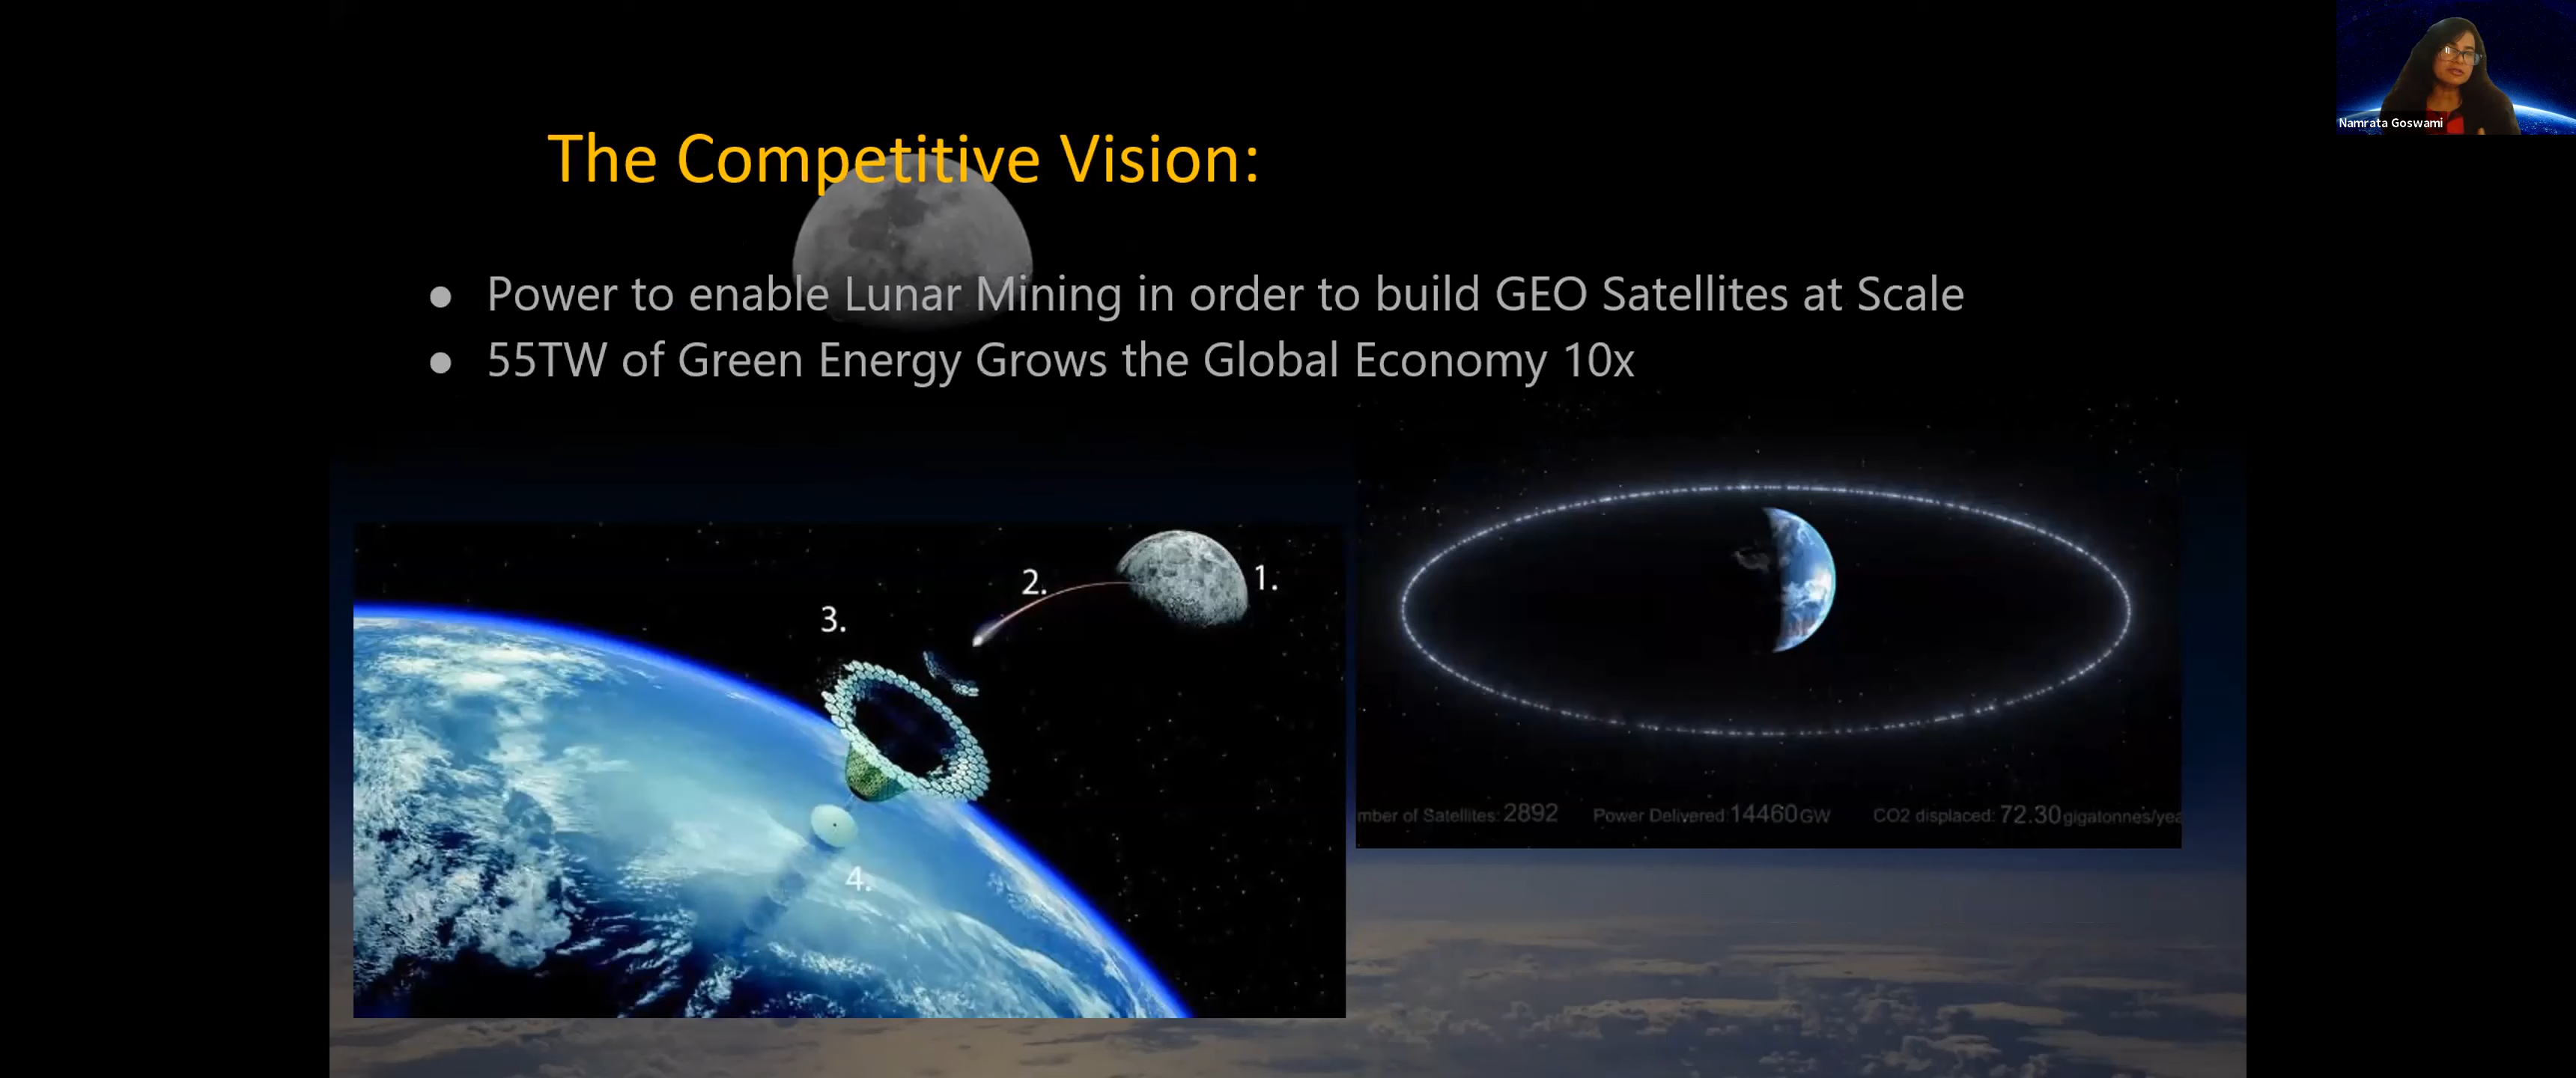 Namrata Goswami
The Competitive Vision:
● Power to enable Lunar Mining in order to build GEO Satellites at Scale
● 55TW of Green Energy Grows the Global Economy 10x
1.
2.
3.
4.
mber of Satellites: 2892 Power Delivered 14460GW CO2 displaced: 72.30gigatonnes/yea